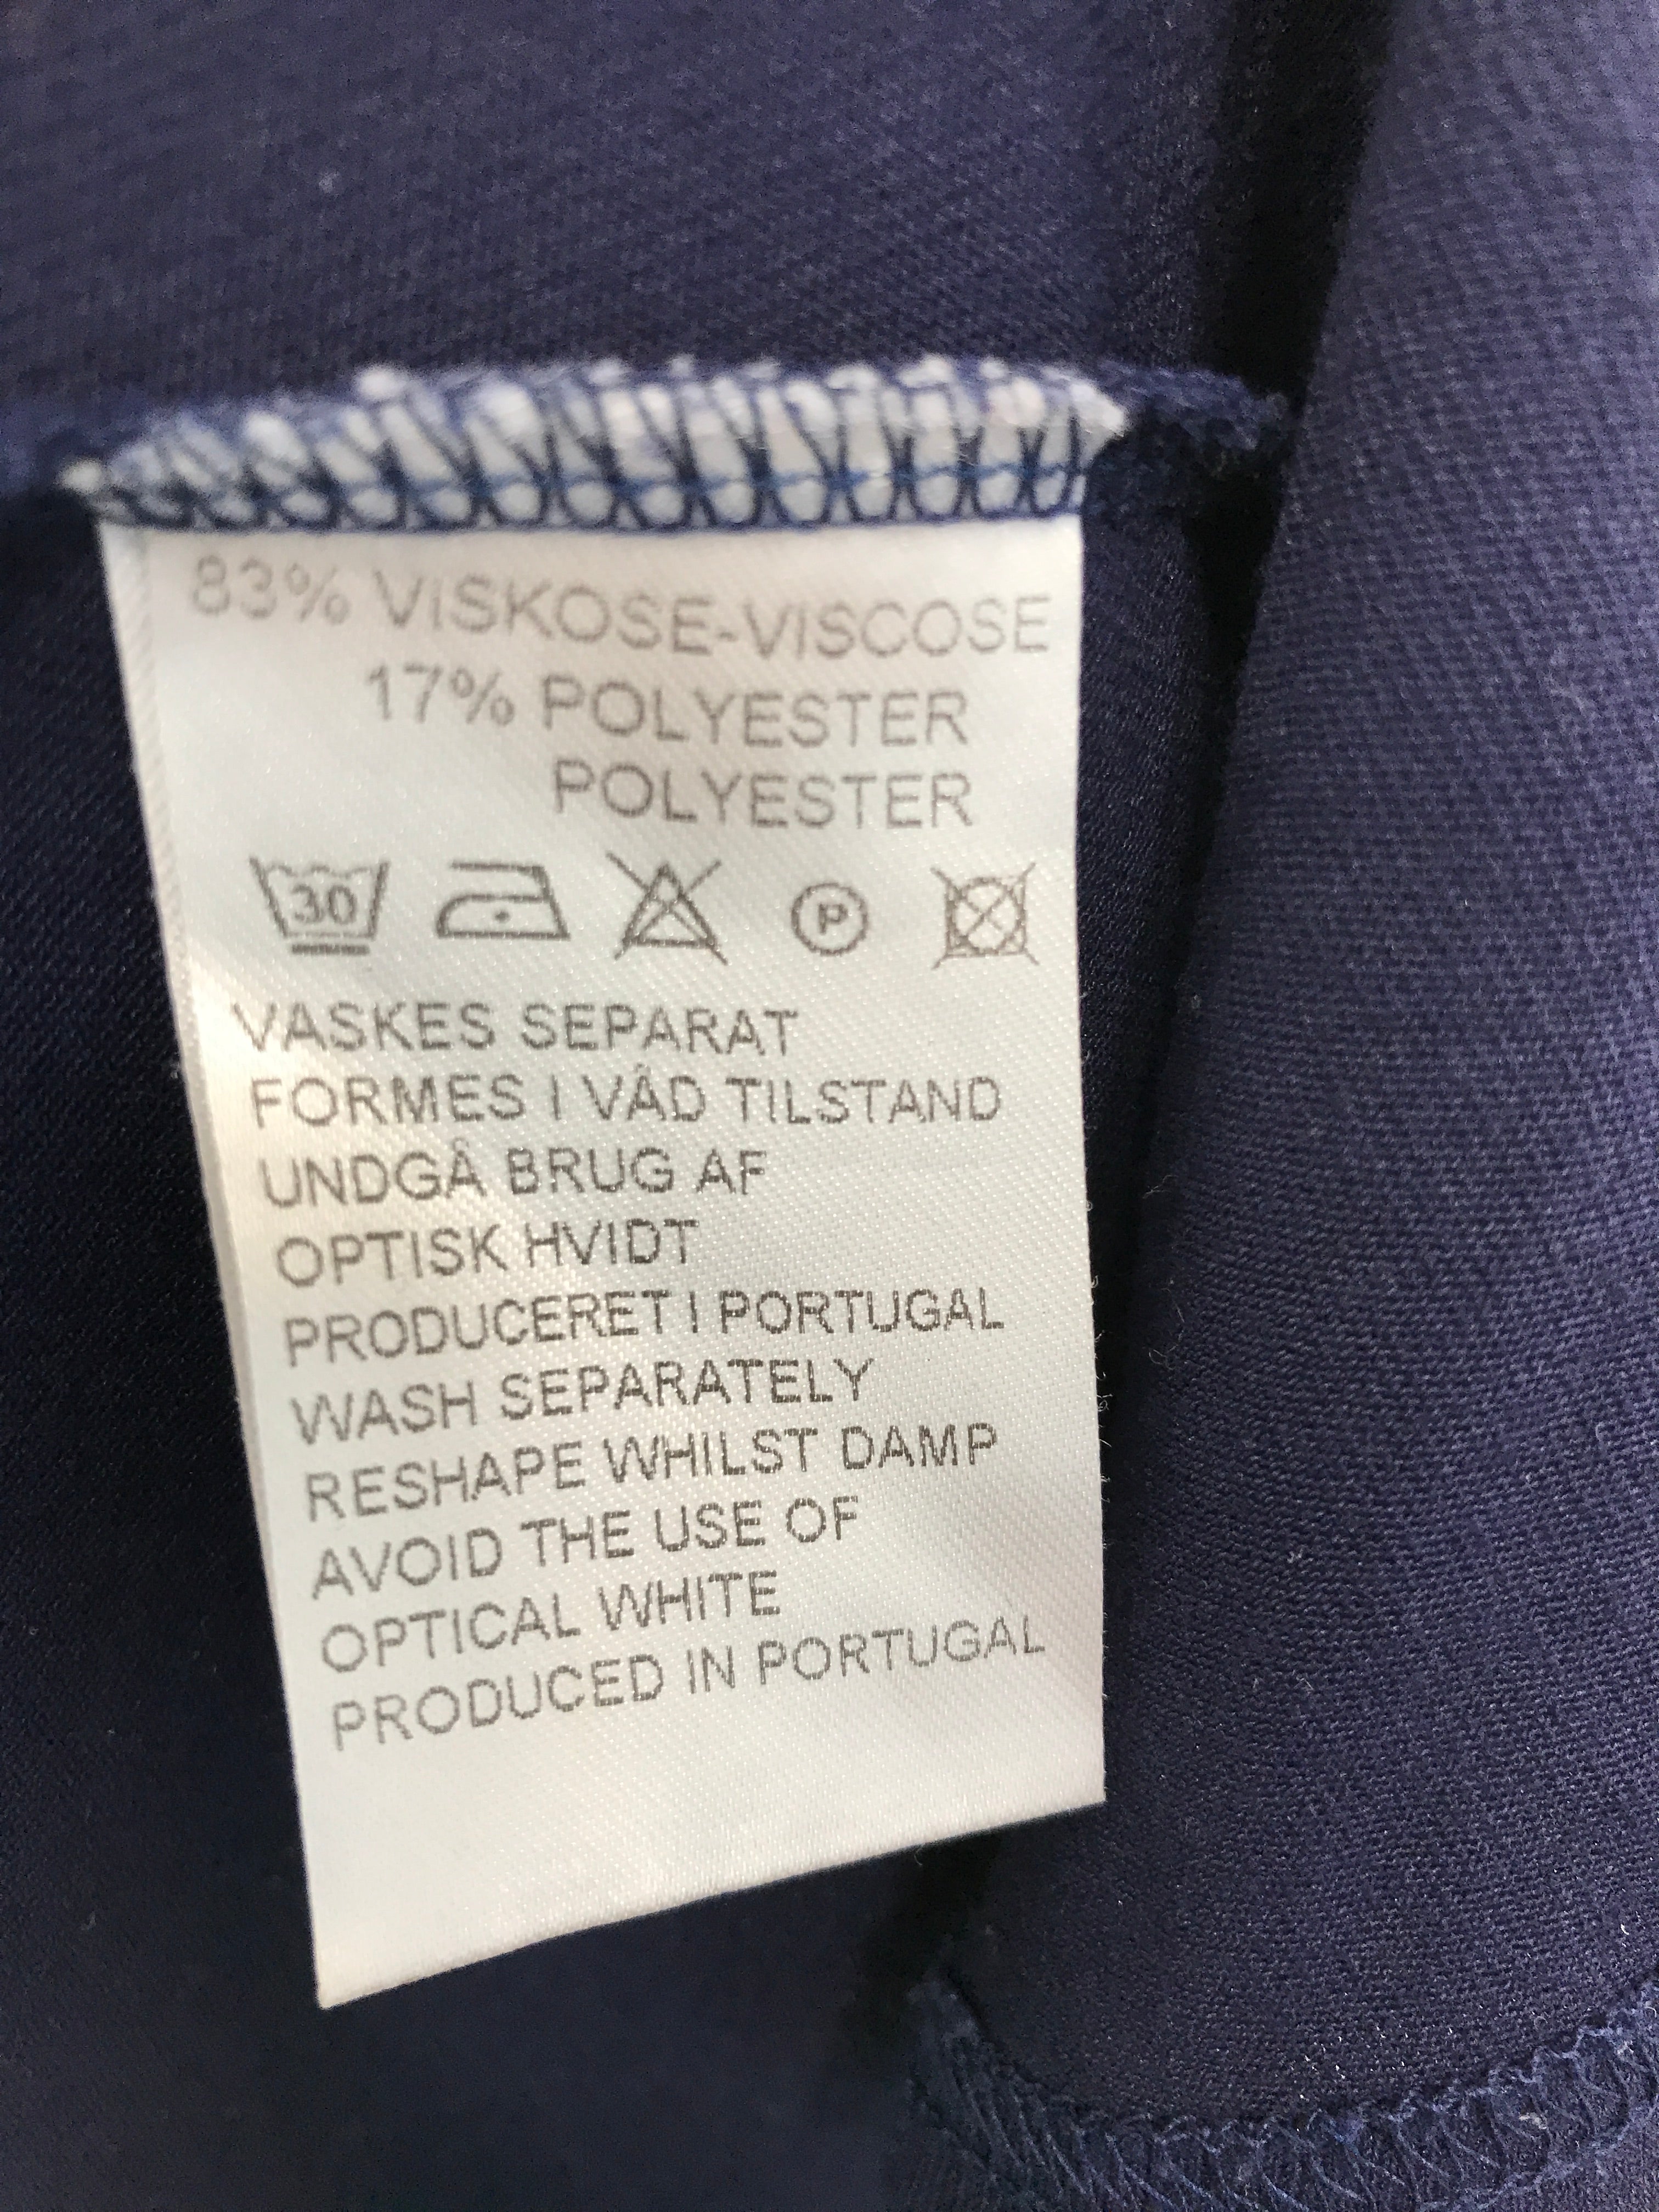 83% VISKOSE-VISCOSE
17% POLYESTER
POLYESTER
30 P
VASKES SEPARAT
FORMES I VÅD TILSTAND
UNDGÅ BRUG AF
OPTISK HVIDT
PRODUCERET I PORTUGAL
WASH SEPARATELY
RESHAPE WHILST DAMP
AVOID THE USE OF
OPTICAL WHITE
PRODUCED IN PORTUGAL